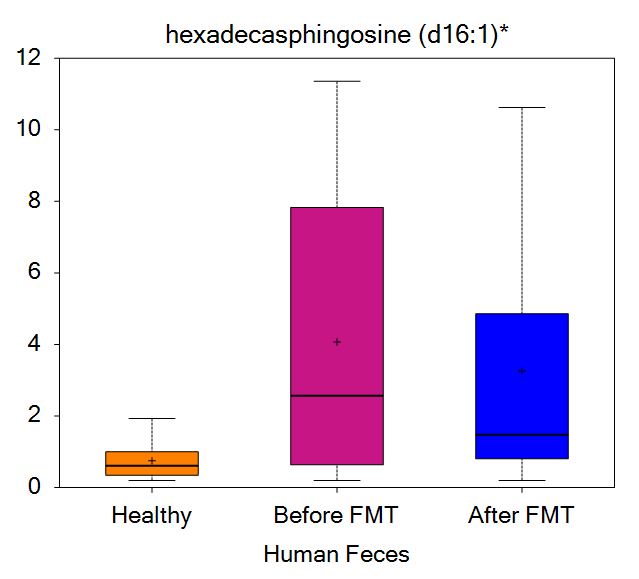 hexadecasphingosine (d16:1)*
12
10
8
6
4
2
0
Healthy Before FMT After FMT
Human Feces